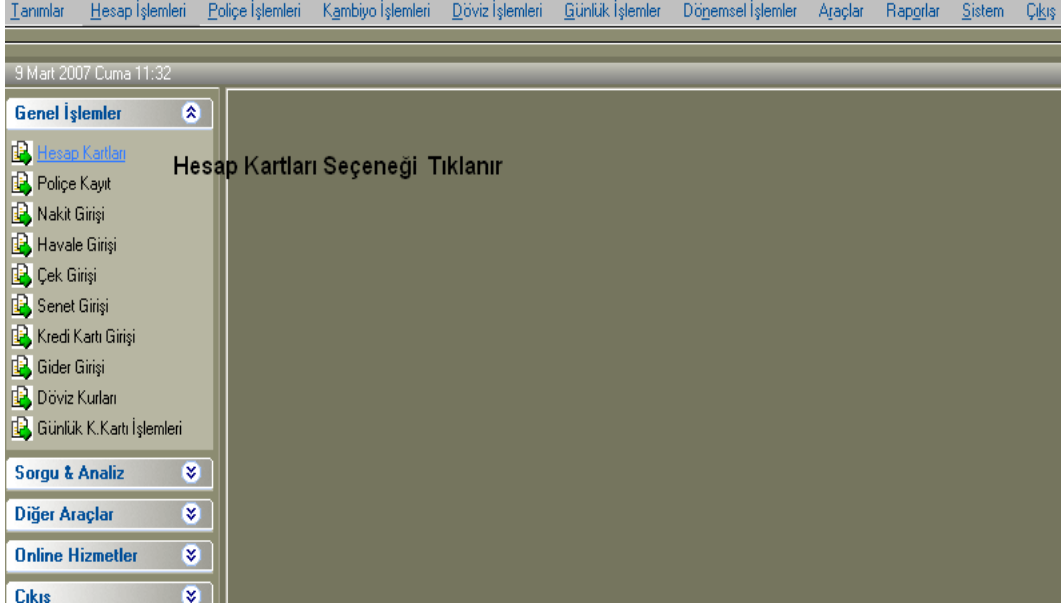 Tanımlar Hesap İşlemleri Poliçe İşlemleri Kambiyo İşlemleri Döviz İşlemleri Günlük İşlemler Dönemsel İşlemler Araçlar Raporlar Sistem Çıkış
9 Mart 2007 Cuma 11:32
Genel İşlemler
Hesap Kartları
Hesap Kartları Seçeneği Tıklanır
Poliçe Kayıt
Nakit Girişi
Havale Girişi
Çek Girişi
Senet Girişi
Kredi Kartı Girişi
Gider Girişi
Döviz Kurları
Günlük K.Kartı İşlemleri
Sorgu & Analiz
Diğer Araçlar
Online Hizmetler
Çıkış